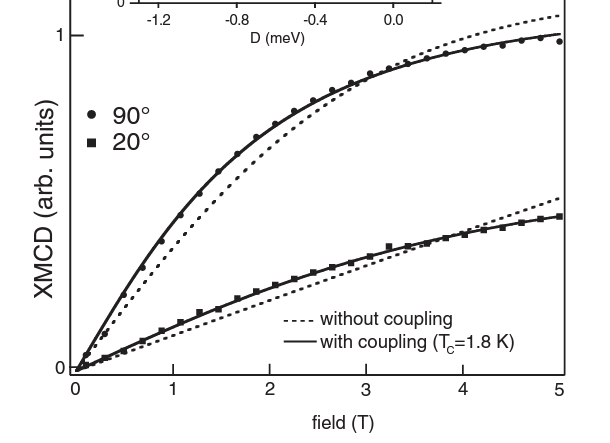 0
-1.2 -0.8 -0.4 0.0
D (meV)
1
90°
20°
XMCD (arb. units)
without coupling
with coupling (Tc=1.8 K)
0
0 1 2 3 4 5
field (T)